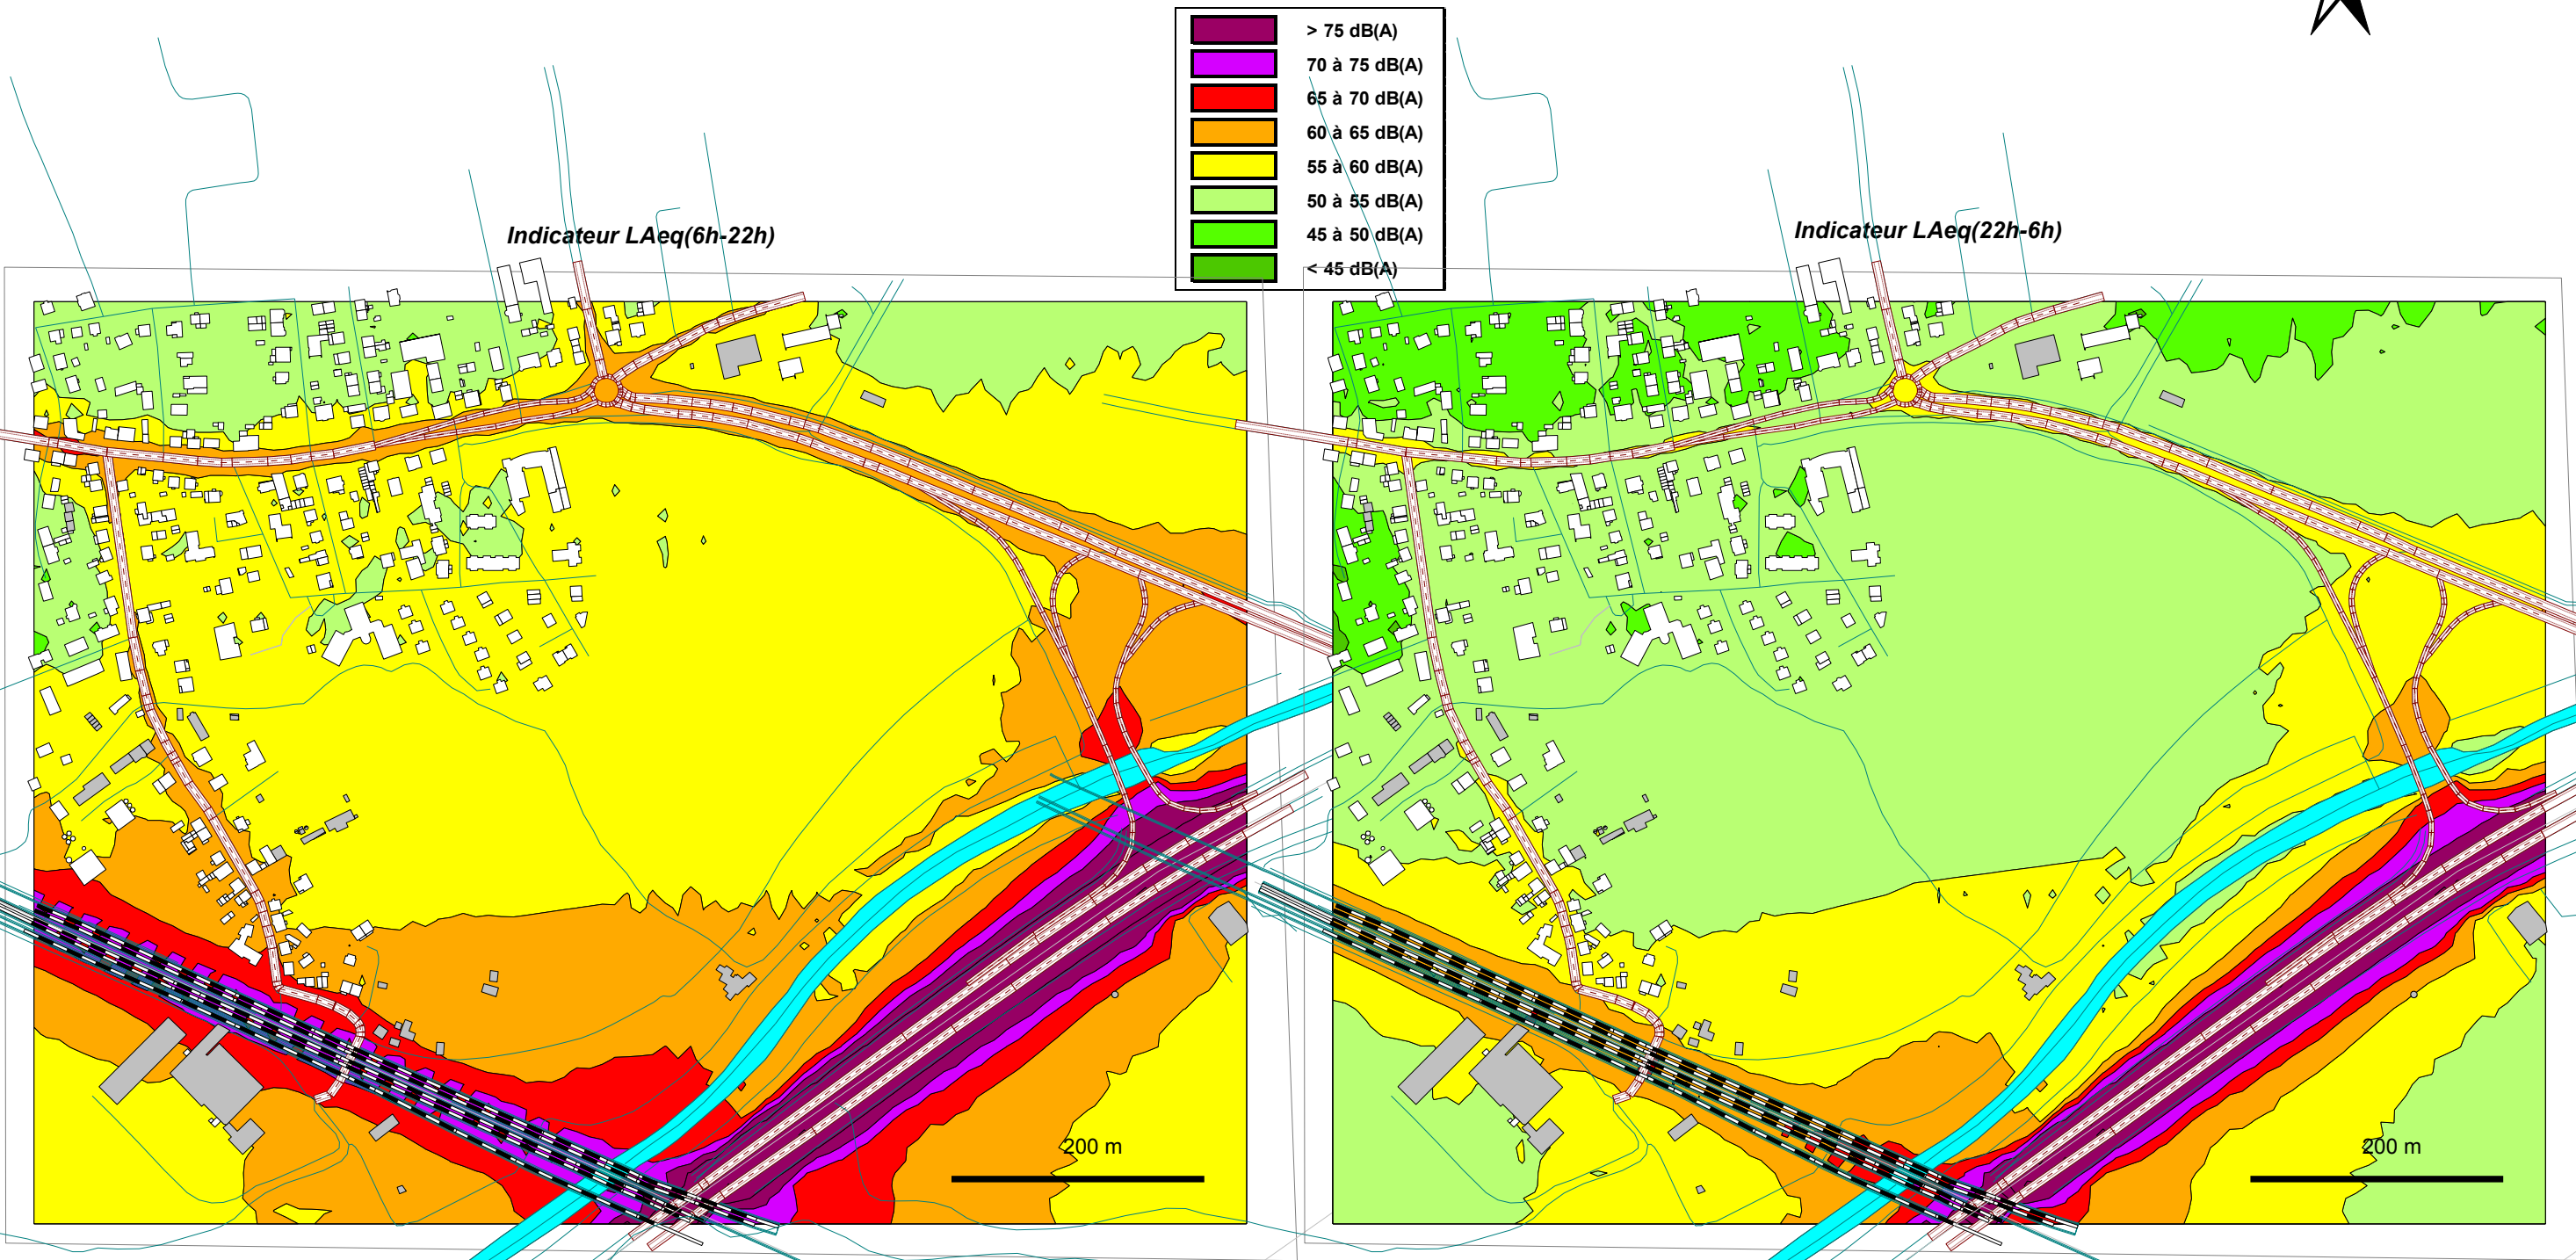 > 75 dB(A)
70 à 75 dB(A)
65 à 70 dB(A)
60 à 65 dB(A)
55 à 60 dB(A)
50 à 55 dB(A)
45 à 50 dB(A)
< 45 dB(A)
Indicateur LAeq(6h-22h)
Indicateur LAeq(22h-6h)
200 m
200 m